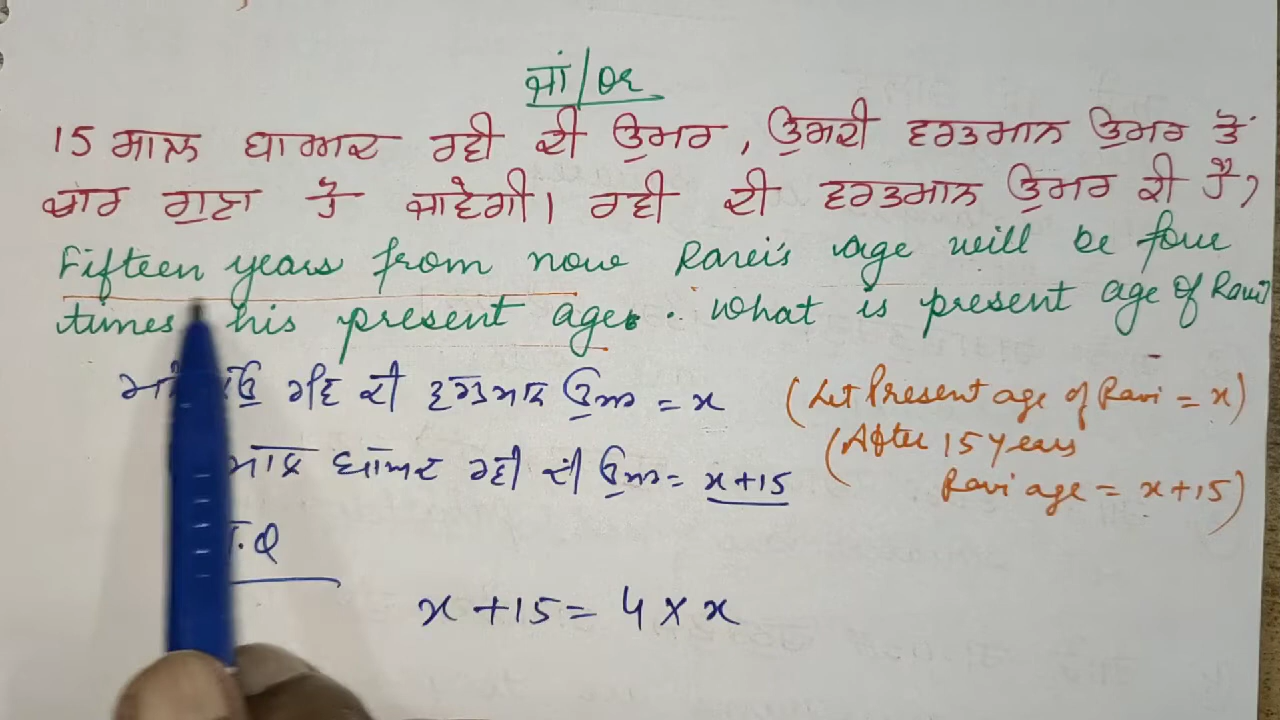 ਜਾਂ/OR
15 ਸਾਲ ਬਾਅਦ ਰਵੀ ਦੀ ਉਮਰ, ਉਸਦੀ ਵਰਤਮਾਨ ਉਮਰ ਤੋਂ
ਚਾਰ ਗੁਣਾ ਹੋ ਜਾਵੇਗੀ। ਰਵੀ ਦੀ ਵਰਤਮਾਨ ਉਮਰ ਕੀ ਹੈ?
Fifteen years from now Ravi's age will be four
times his present age. What is present age of Ravi?
ਰਵਿ ਦੀ ਵਰਤਮਾਨ ਉਮਰ = x (Let Present age of Ravi = x)
ਸਾਲ ਬਾਅਦ ਰਵੀ ਦੀ ਉਮਰ = x+15 (After 15 years
Ravi age = x+15)
.Q
x + 15 = 4 × x